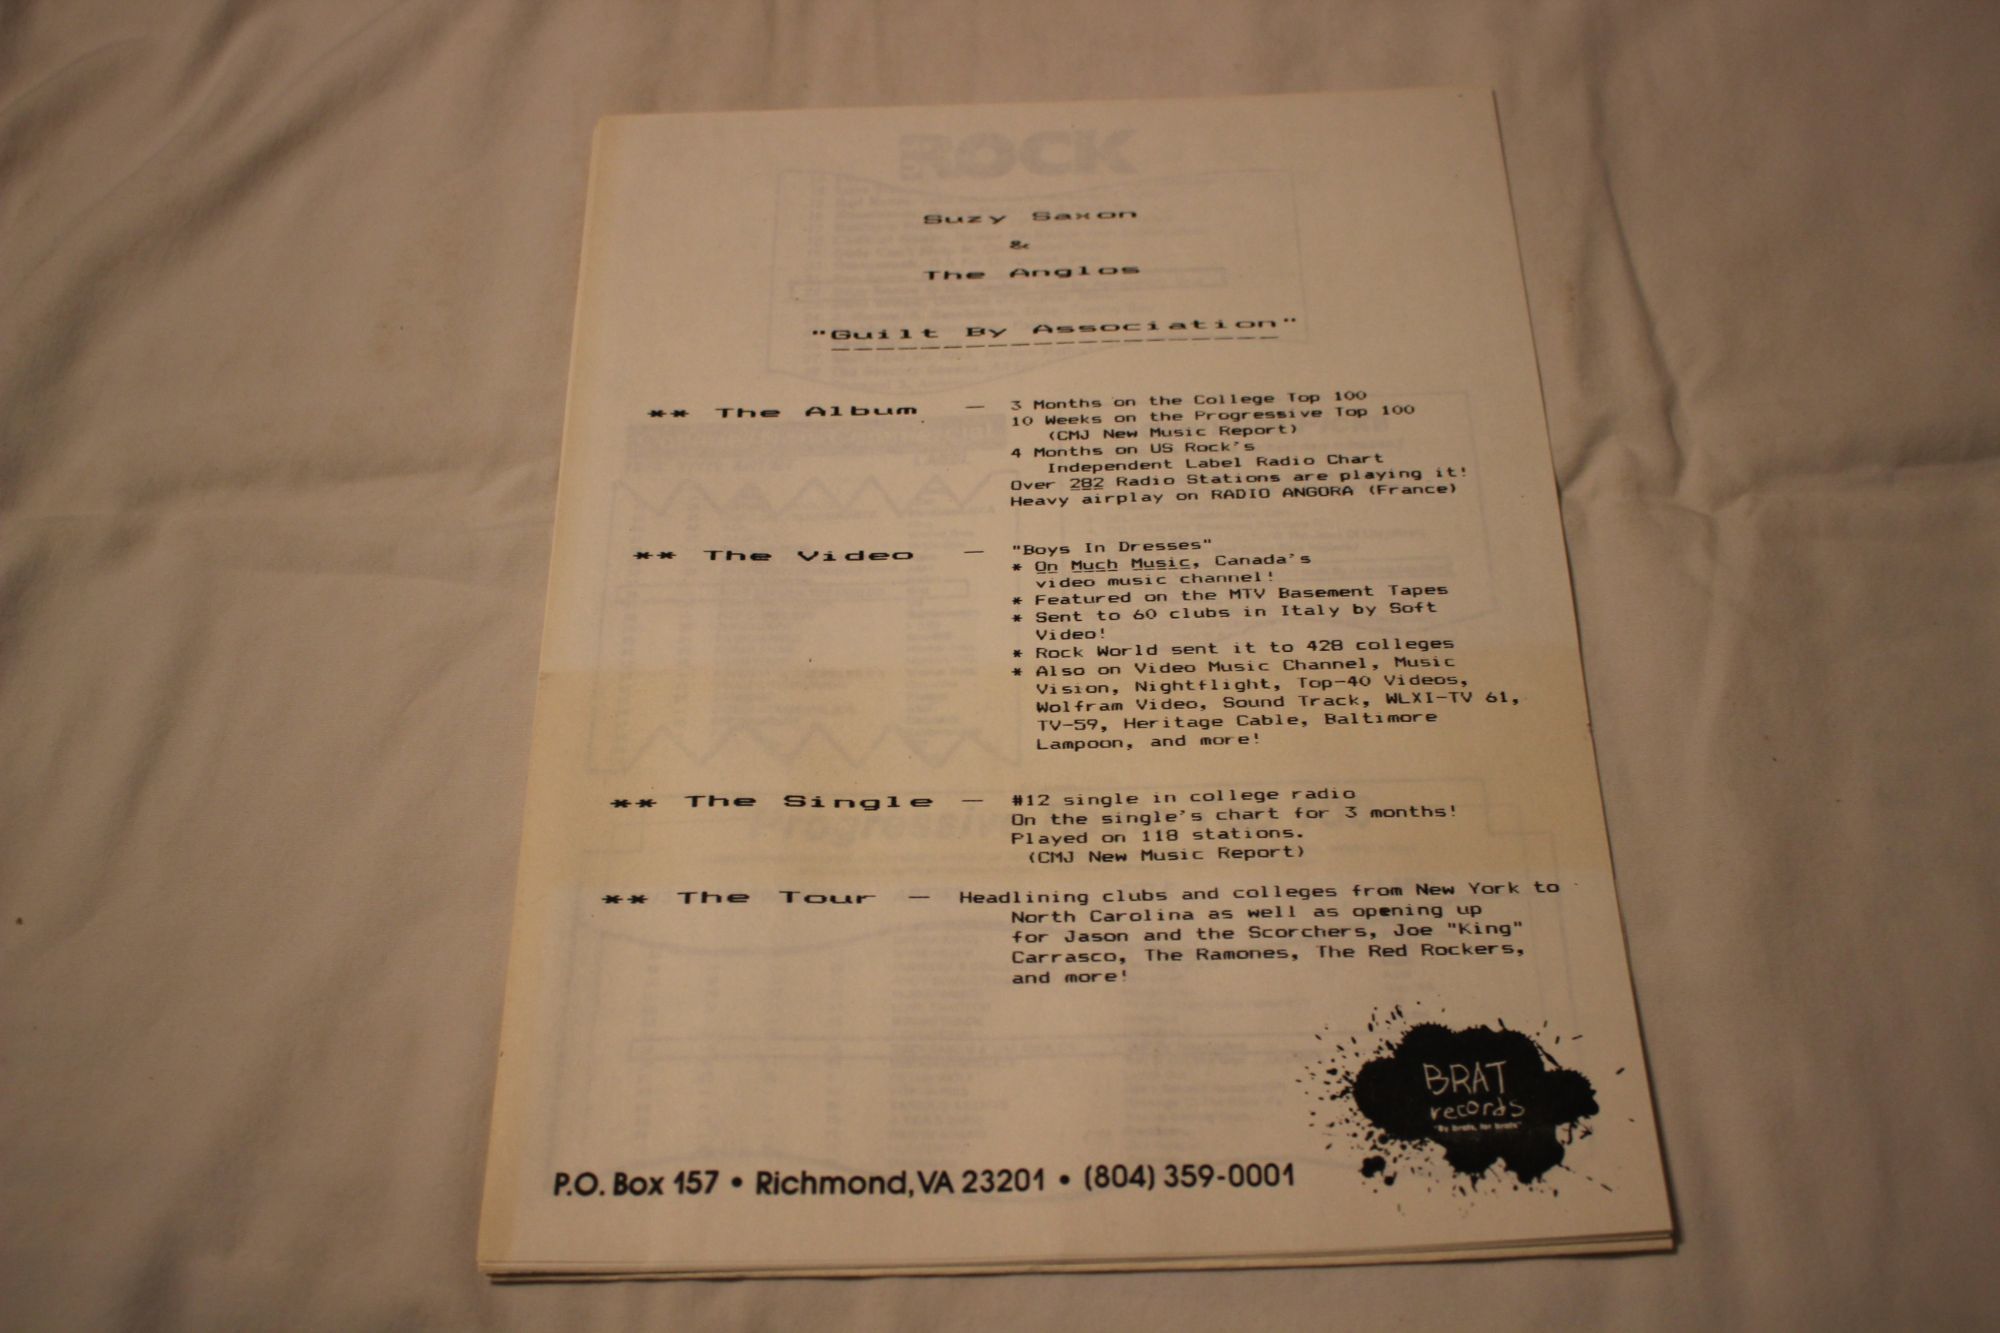 ROCK
Suzy Saxon
&
The Anglos
"Guilt By Association"
** The Album — 3 Months on the College Top 100
10 Weeks on the Progressive Top 100
(CMJ New Music Report)
4 Months on US Rock's
Independent Label Radio Chart
Over 282 Radio Stations are playing it!
Heavy airplay on RADIO ANGORA (France)
** The Video — "Boys In Dresses"
* On Much Music, Canada's
video music channel!
* Featured on the MTV Basement Tapes
* Sent to 60 clubs in Italy by Soft
Video!
* Rock World sent it to 428 colleges
* Also on Video Music Channel, Music
Vision, Nightflight, Top-40 Videos,
Wolfram Video, Sound Track, WLXI-TV 61,
TV-59, Heritage Cable, Baltimore
Lampoon, and more!
** The Single — #12 single in college radio
On the single's chart for 3 months!
Played on 118 stations.
(CMJ New Music Report)
** The Tour — Headlining clubs and colleges from New York to
North Carolina as well as opening up
for Jason and the Scorchers, Joe "King"
Carrasco, The Ramones, The Red Rockers,
and more!
BRAT
records
"By brats, for brats"
P.O. Box 157 • Richmond, VA 23201 • (804) 359-0001